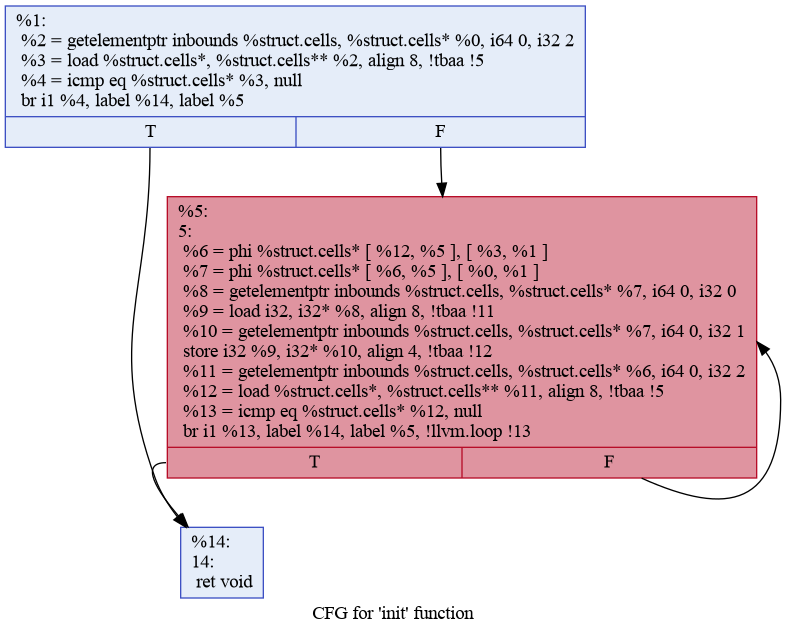 %1:
%2 = getelementptr inbounds %struct.cells, %struct.cells* %0, i64 0, i32 2
%3 = load %struct.cells*, %struct.cells** %2, align 8, !tbaa !5
%4 = icmp eq %struct.cells* %3, null
br i1 %4, label %14, label %5
T F
%5:
5:
%6 = phi %struct.cells* [ %12, %5 ], [ %3, %1 ]
%7 = phi %struct.cells* [ %6, %5 ], [ %0, %1 ]
%8 = getelementptr inbounds %struct.cells, %struct.cells* %7, i64 0, i32 0
%9 = load i32, i32* %8, align 8, !tbaa !11
%10 = getelementptr inbounds %struct.cells, %struct.cells* %7, i64 0, i32 1
store i32 %9, i32* %10, align 4, !tbaa !12
%11 = getelementptr inbounds %struct.cells, %struct.cells* %6, i64 0, i32 2
%12 = load %struct.cells*, %struct.cells** %11, align 8, !tbaa !5
%13 = icmp eq %struct.cells* %12, null
br i1 %13, label %14, label %5, !llvm.loop !13
T F
%14:
14:
ret void
CFG for 'init' function